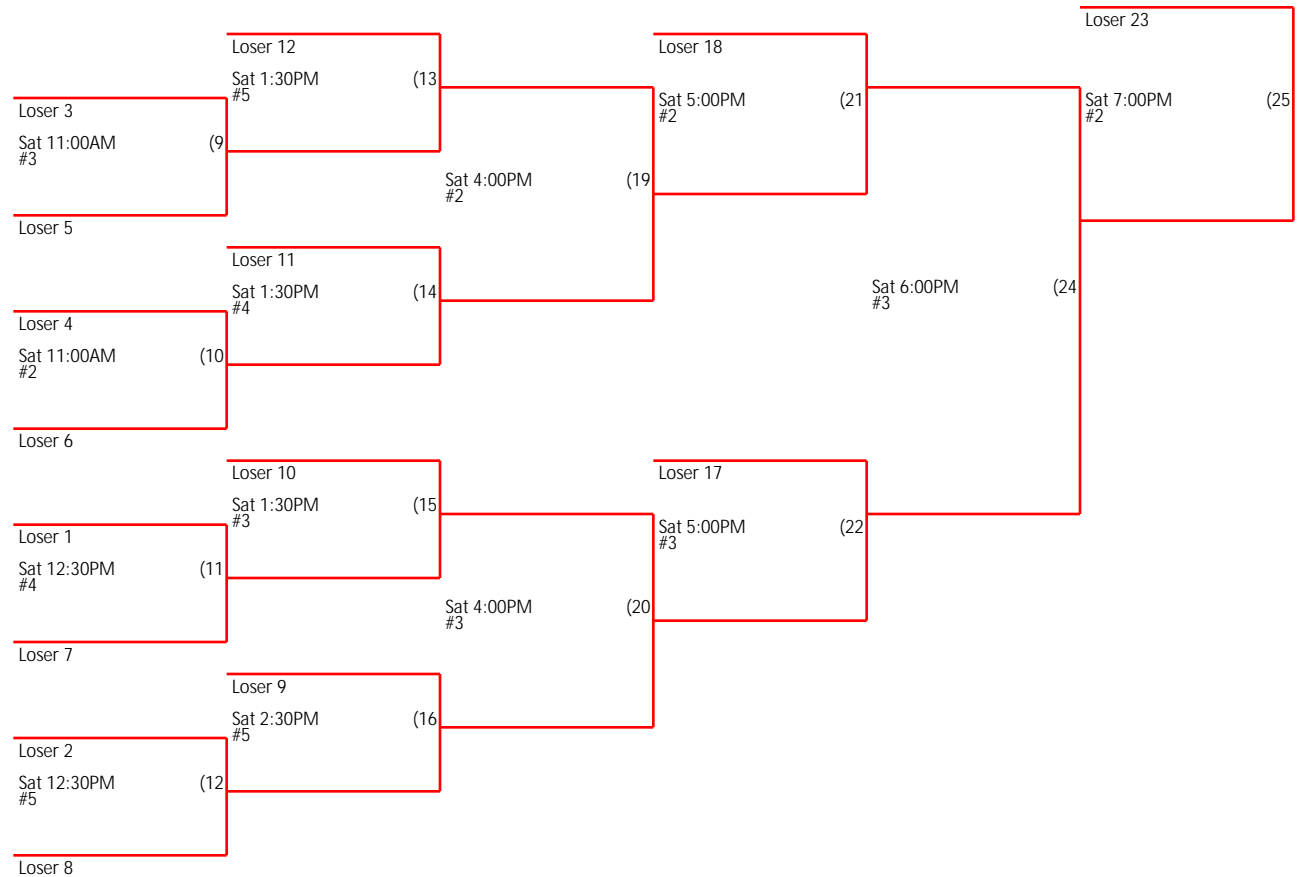 Loser 23
Loser 12
Loser 18
Sat 1:30PM (13
#5
Sat 5:00PM (21
#2
Sat 7:00PM (25
#2
Loser 3
Sat 11:00AM (9
#3
Sat 4:00PM (19
#2
Loser 5
Loser 11
Sat 1:30PM (14
#4
Sat 6:00PM (24
#3
Loser 4
Sat 11:00AM (10
#2
Loser 6
Loser 10
Loser 17
Sat 1:30PM (15
#3
Sat 5:00PM (22
#3
Loser 1
Sat 12:30PM (11
#4
Sat 4:00PM (20
#3
Loser 7
Loser 9
Sat 2:30PM (16
#5
Loser 2
Sat 12:30PM (12
#5
Loser 8